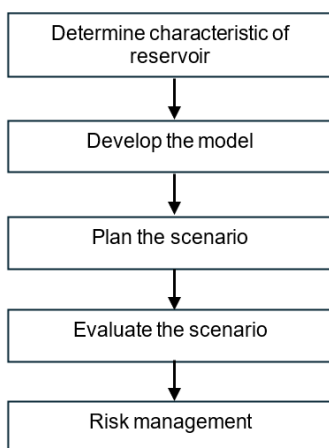 Determine characteristic of
reservoir
Develop the model
Plan the scenario
Evaluate the scenario
Risk management